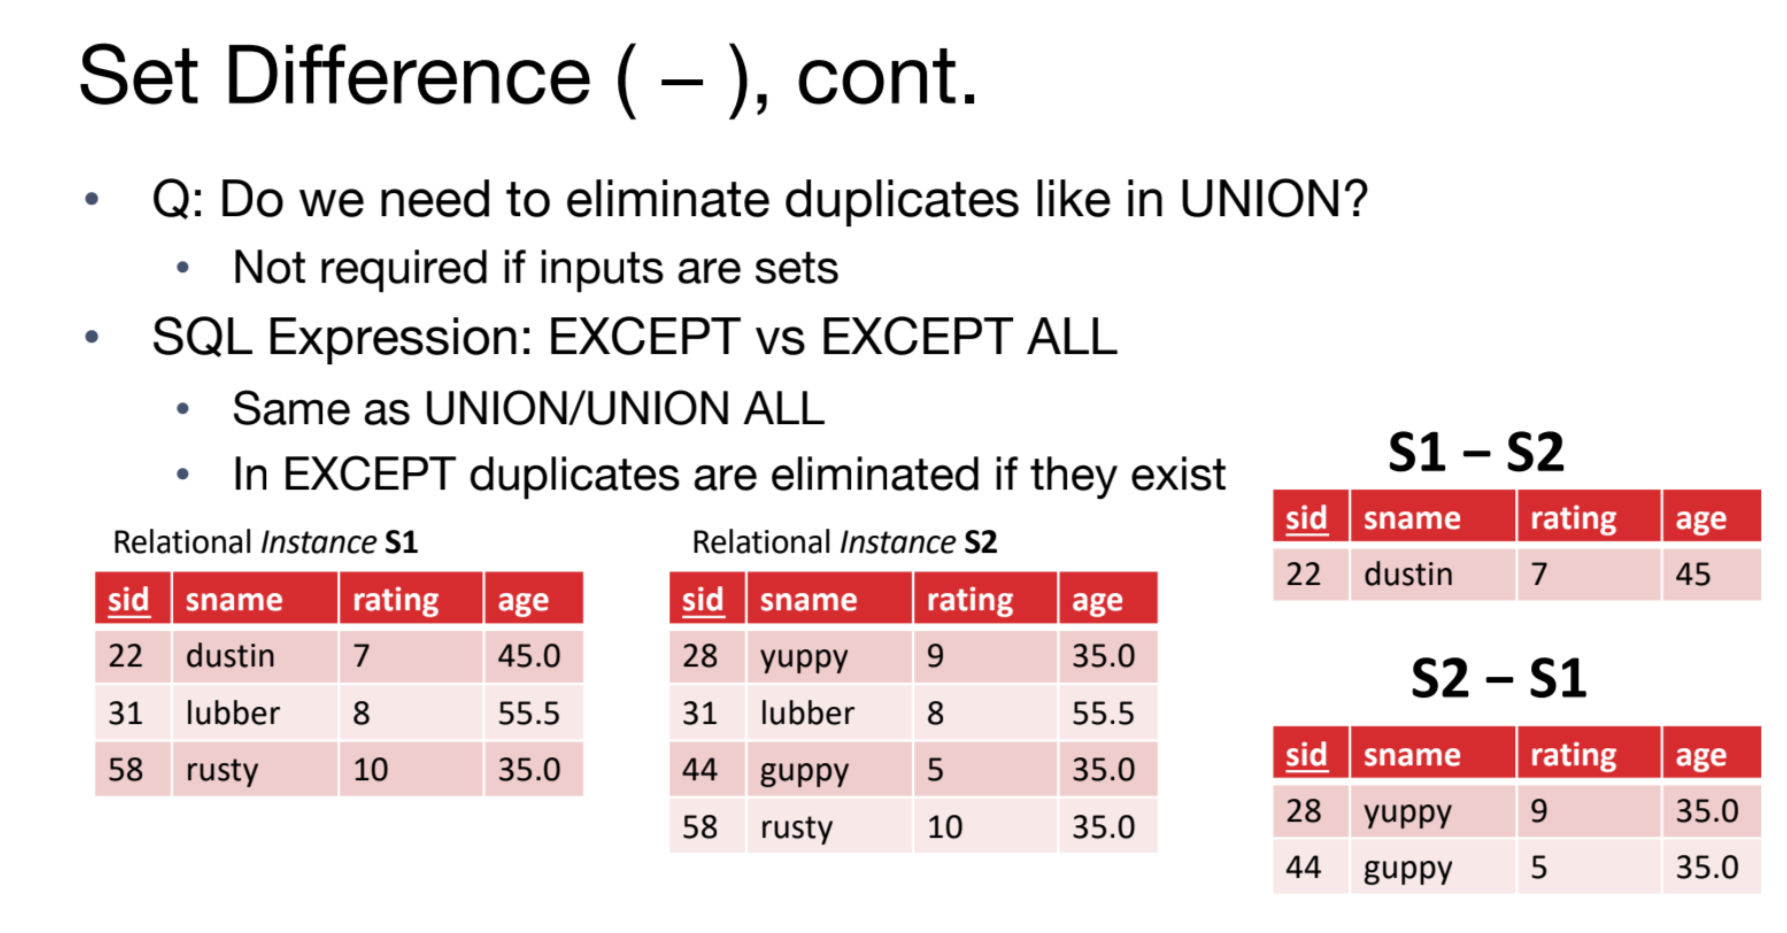 Set Difference ( – ), cont.
• Q: Do we need to eliminate duplicates like in UNION?
• Not required if inputs are sets
• SQL Expression: EXCEPT vs EXCEPT ALL
• Same as UNION/UNION ALL
• In EXCEPT duplicates are eliminated if they exist
Relational Instance S1
sid sname rating age
22 dustin 7 45.0
31 lubber 8 55.5
58 rusty 10 35.0
Relational Instance S2
sid sname rating age
28 yuppy 9 35.0
31 lubber 8 55.5
44 guppy 5 35.0
58 rusty 10 35.0
S1 – S2
sid sname rating age
22 dustin 7 45
S2 – S1
sid sname rating age
28 yuppy 9 35.0
44 guppy 5 35.0